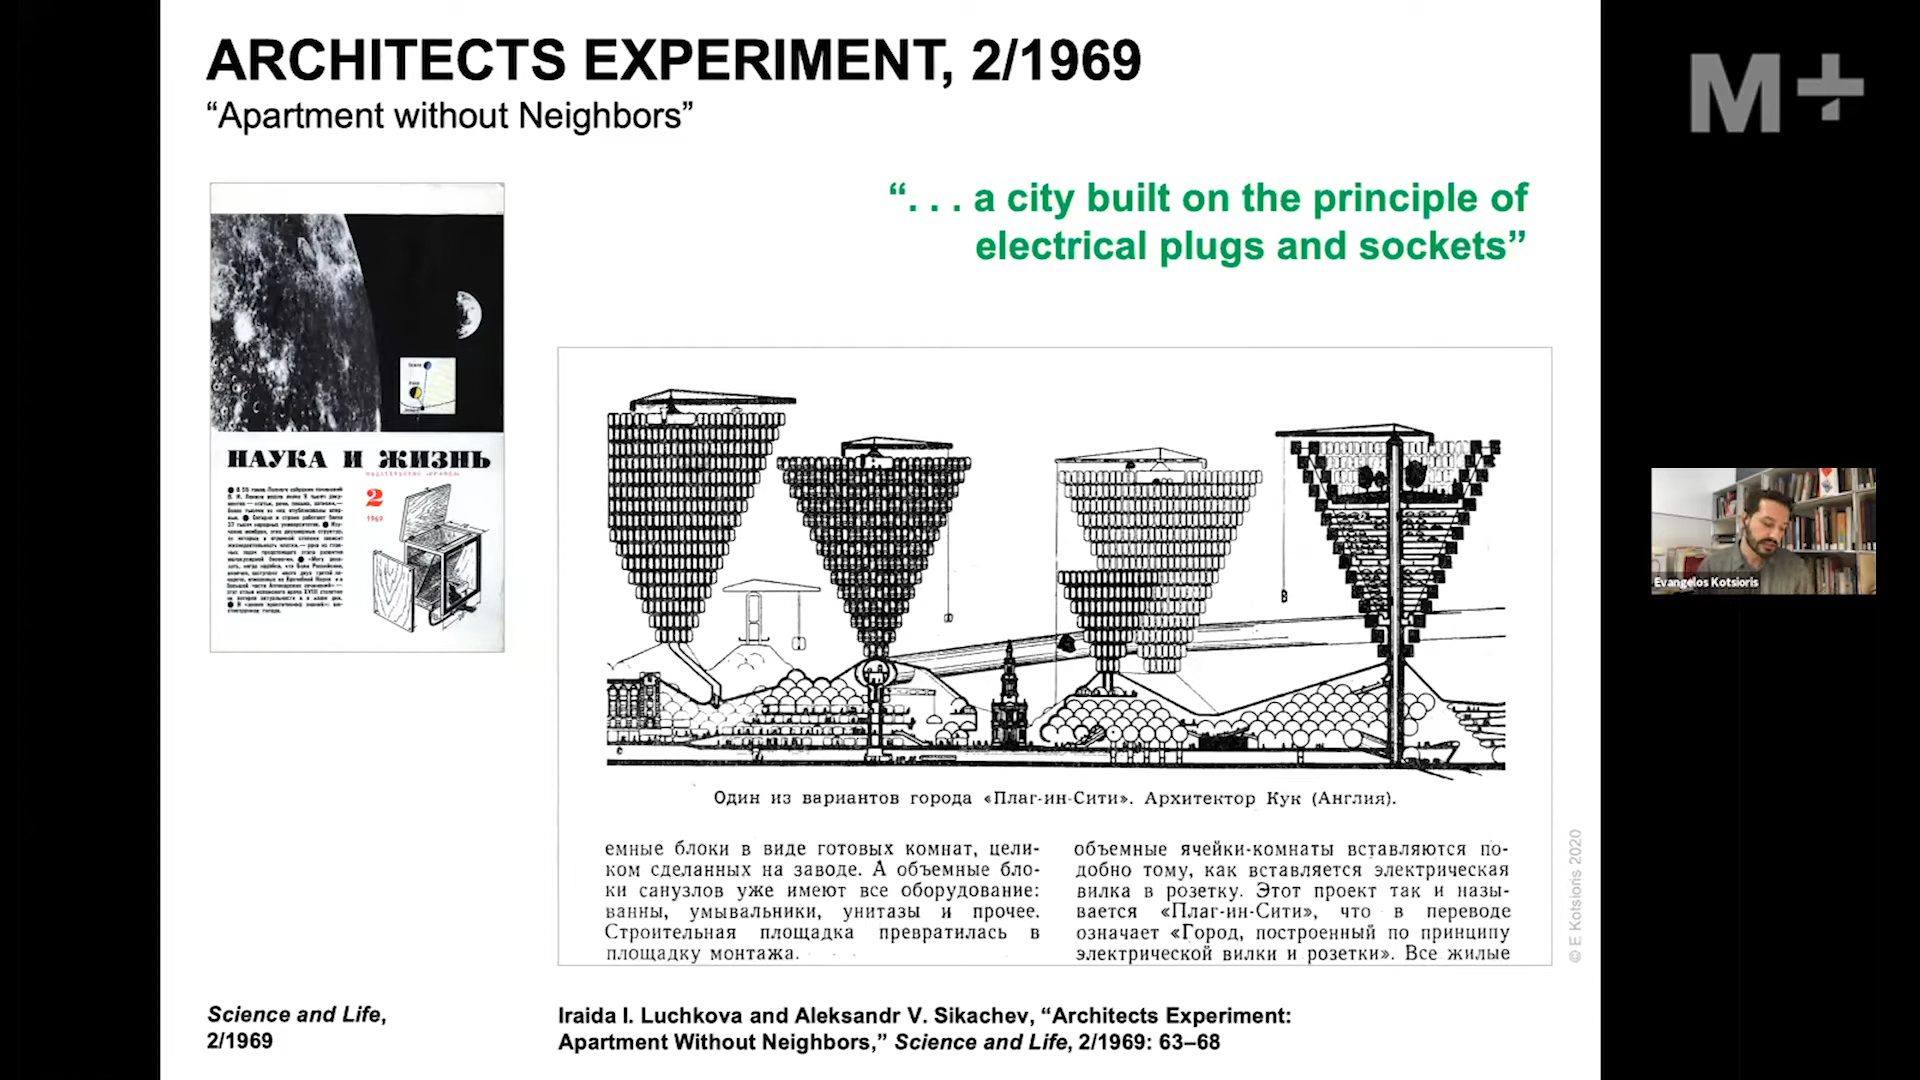 ARCHITECTS EXPERIMENT, 2/1969
“Apartment without Neighbors”
M+
“. . . a city built on the principle of
electrical plugs and sockets”
НАУКА И ЖИЗНЬ
2
1969
Один из вариантов города «Плаг-ин-Сити». Архитектор Кук (Англия).
емные блоки в виде готовых комнат, цели-
ком сделанных на заводе. А объемные бло-
ки санузлов уже имеют все оборудование:
ванны, умывальники, унитазы и прочее.
Строительная площадка превратилась в
площадку монтажа.
объемные ячейки-комнаты вставляются по-
добно тому, как вставляется электрическая
вилка в розетку. Этот проект так и назы-
вается «Плаг-ин-Сити», что в переводе
означает «Город, построенный по принципу
электрической вилки и розетки». Все жилые
© E Kotsioris 2020
Evangelos Kotsioris
Science and Life,
2/1969
Iraida I. Luchkova and Aleksandr V. Sikachev, “Architects Experiment:
Apartment Without Neighbors,” Science and Life, 2/1969: 63–68